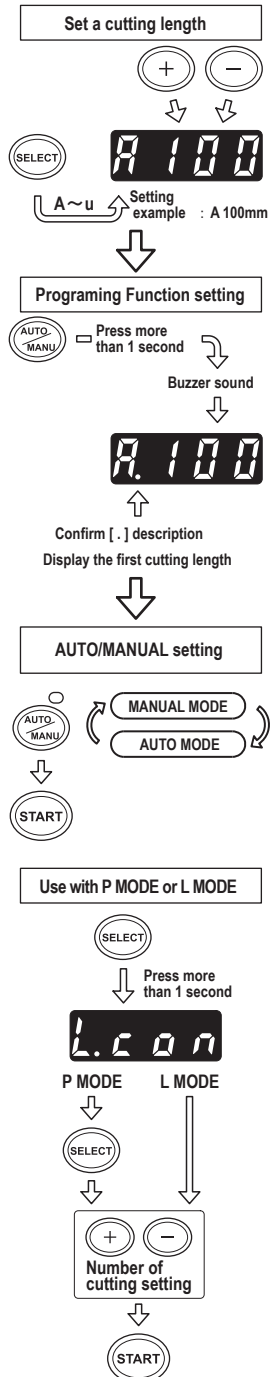 Set a cutting length
+ −
SELECT
A 100
A～u
Setting
example : A 100mm
Programing Function setting
AUTO
MANU
Press more
than 1 second
Buzzer sound
A.100
Confirm [ . ] description
Display the first cutting length
AUTO/MANUAL setting
AUTO
MANU
MANUAL MODE
AUTO MODE
START
Use with P MODE or L MODE
SELECT
Press more
than 1 second
L.con
P MODE L MODE
SELECT
+ −
Number of
cutting setting
START